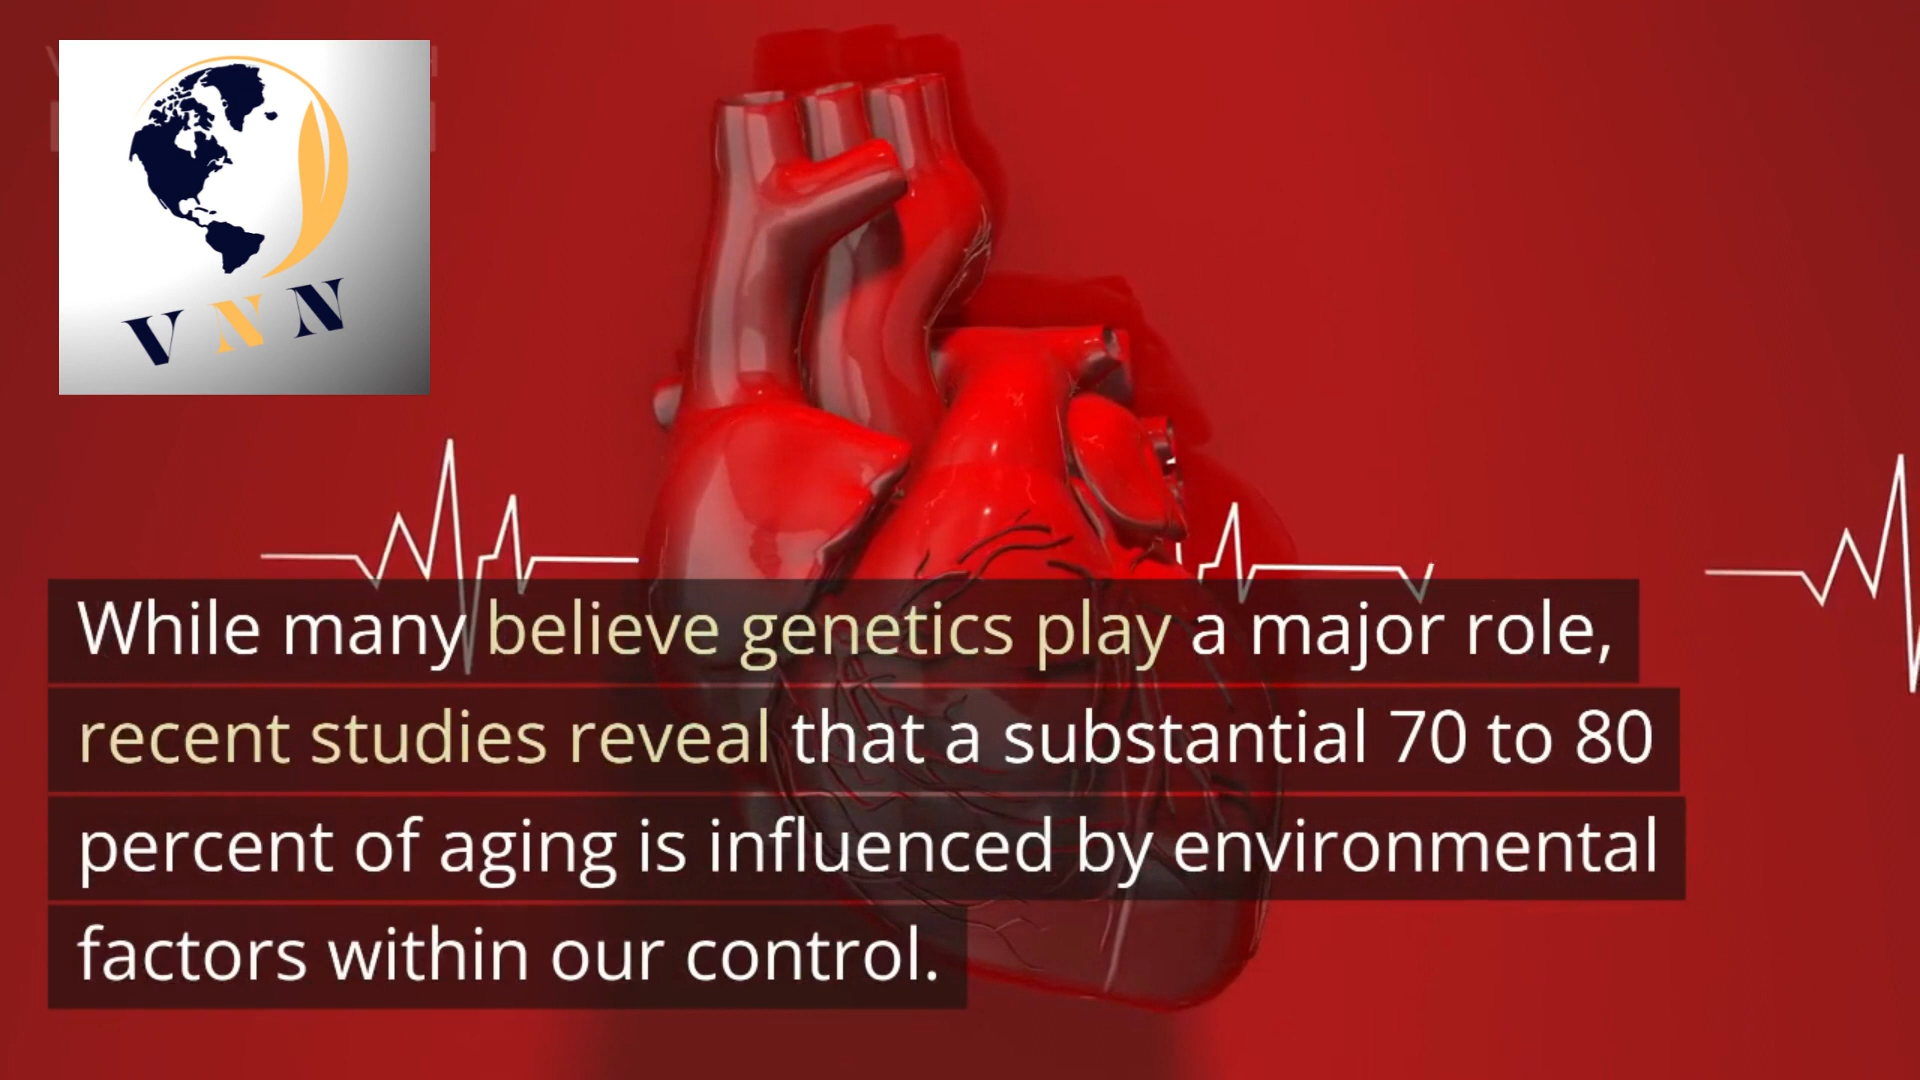 VNN
While many believe genetics play a major role,
recent studies reveal that a substantial 70 to 80
percent of aging is influenced by environmental
factors within our control.